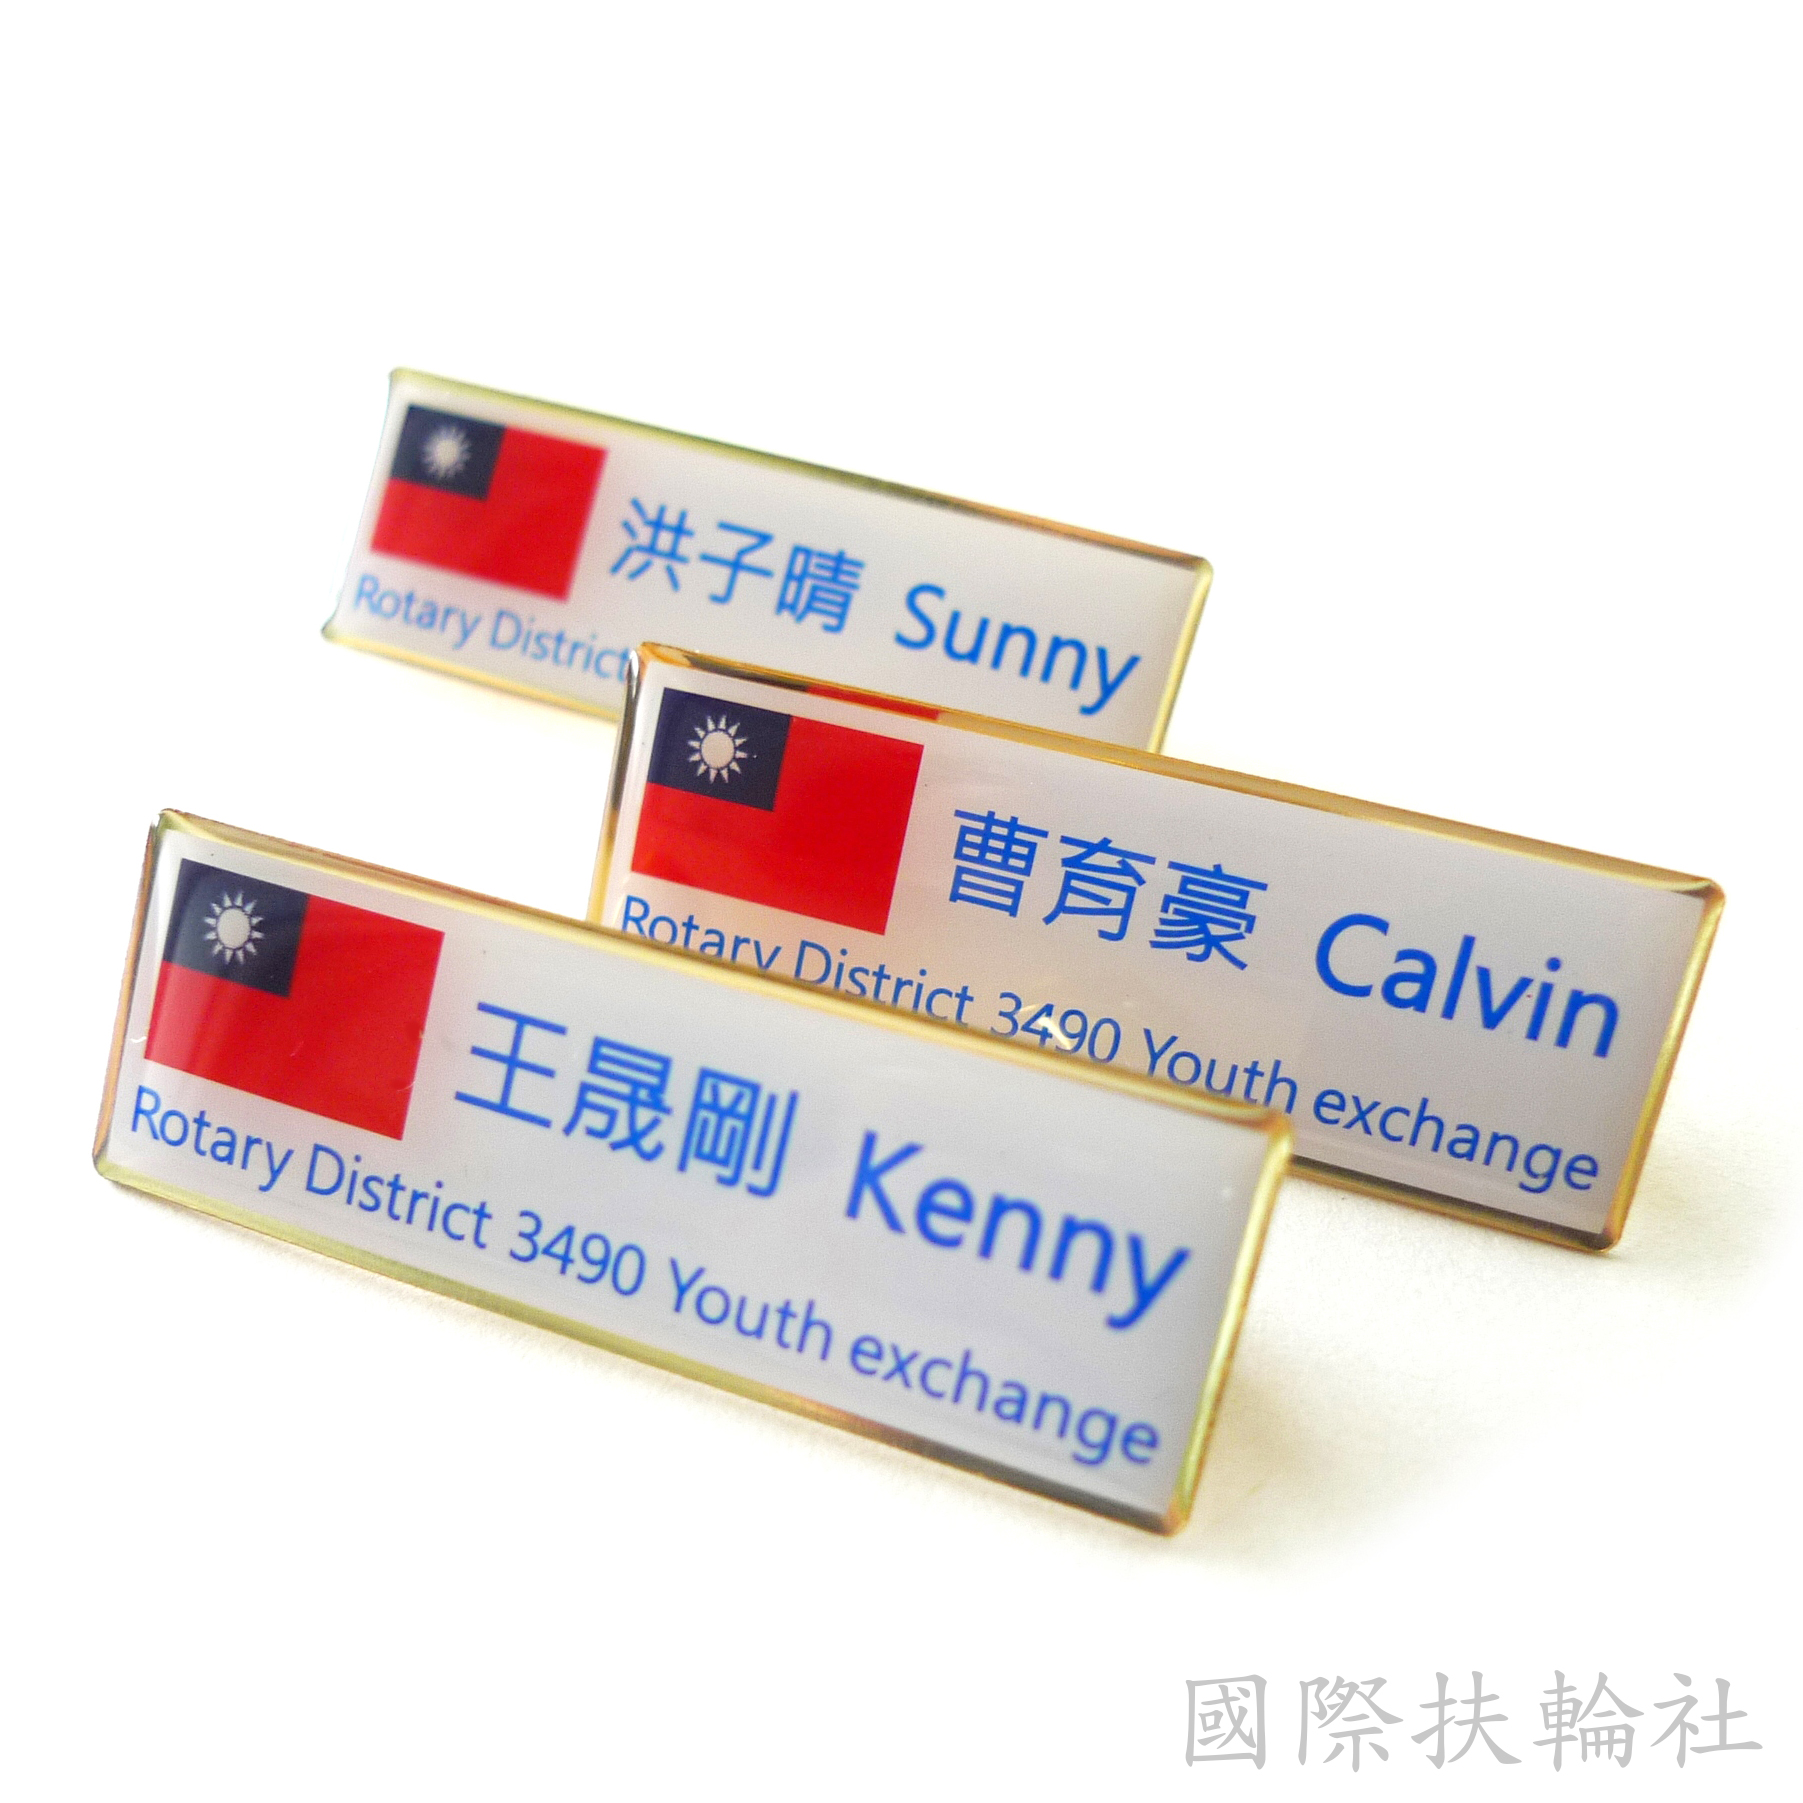 洪子晴 Sunny
Rotary District
曹育豪 Calvin
Rotary District 3490 Youth exchange
王晟剛 Kenny
Rotary District 3490 Youth exchange
國際扶輪社